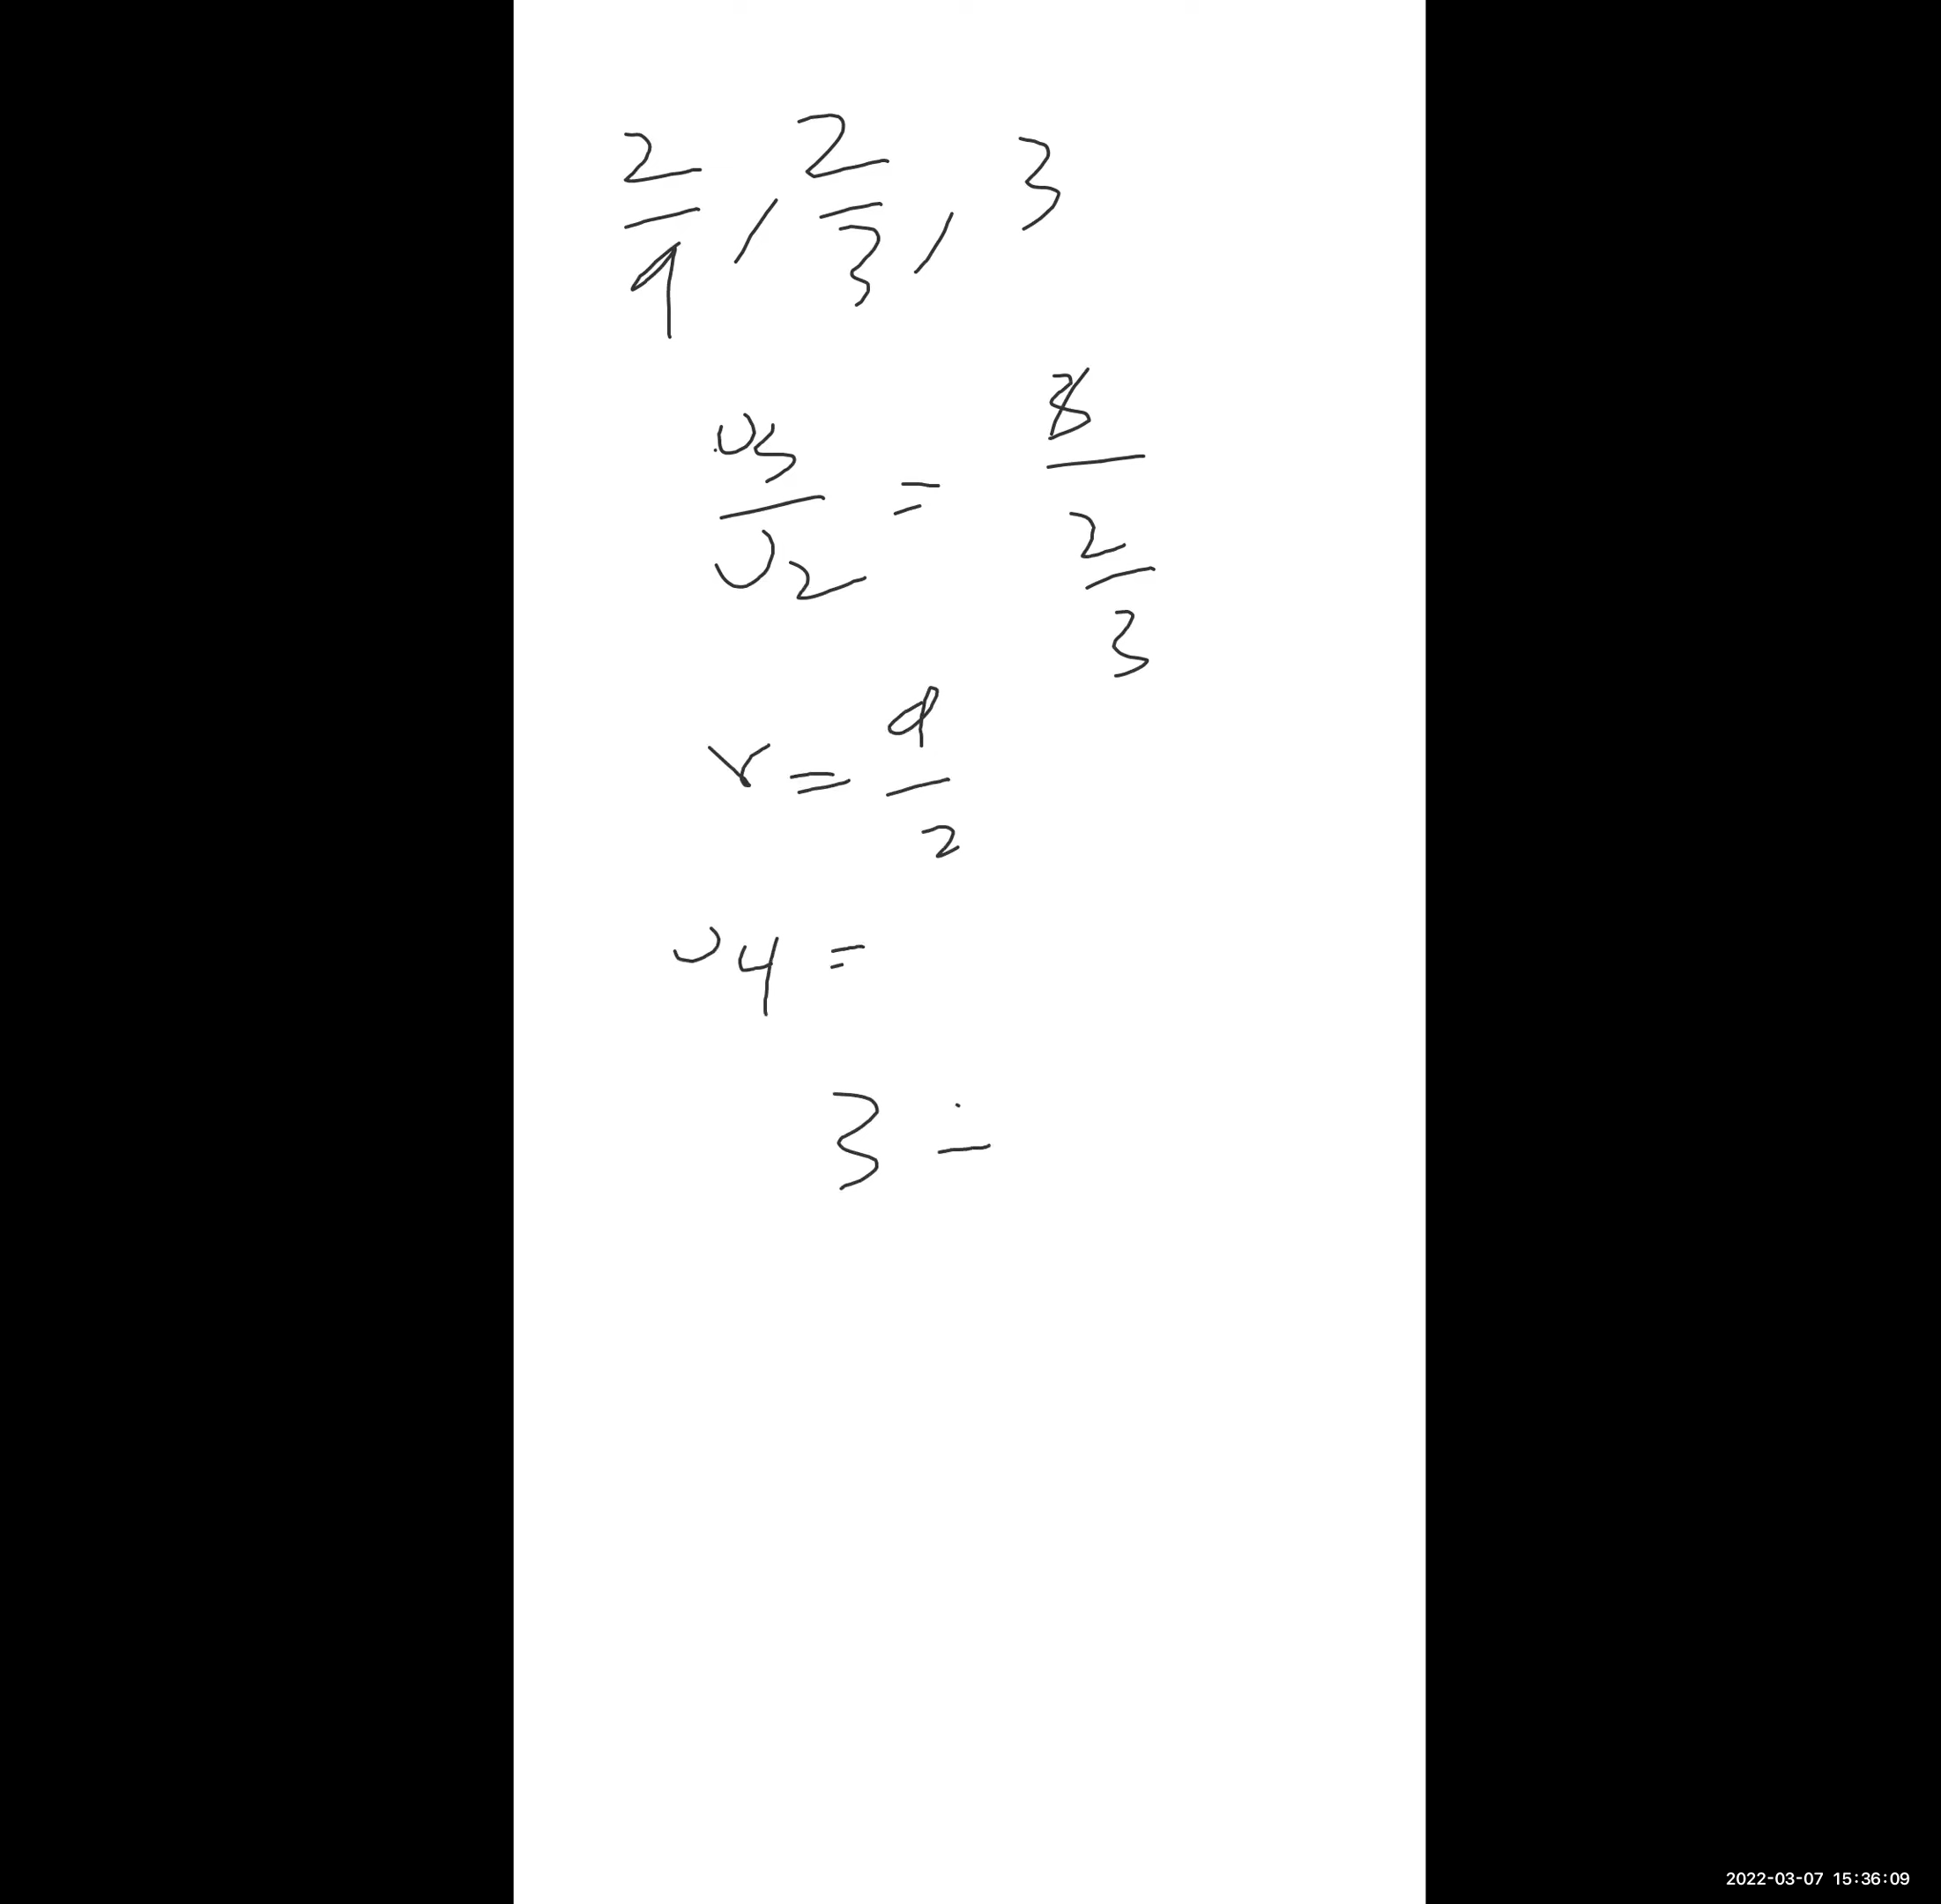 2/9, 2/3, 3
U3/U2 = 3/(2/3)
r = 9/2
U4 =
3 ∸
2022-03-07 15:36:09